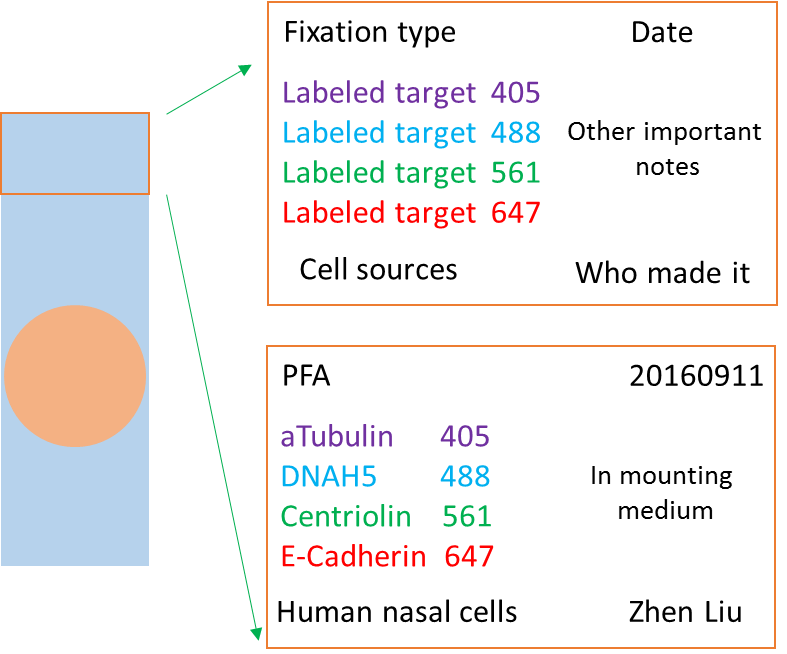 Fixation type Date
Labeled target 405
Labeled target 488
Labeled target 561
Labeled target 647
Other important
notes
Cell sources Who made it
PFA 20160911
aTubulin 405
DNAH5 488
Centriolin 561
E-Cadherin 647
In mounting
medium
Human nasal cells Zhen Liu